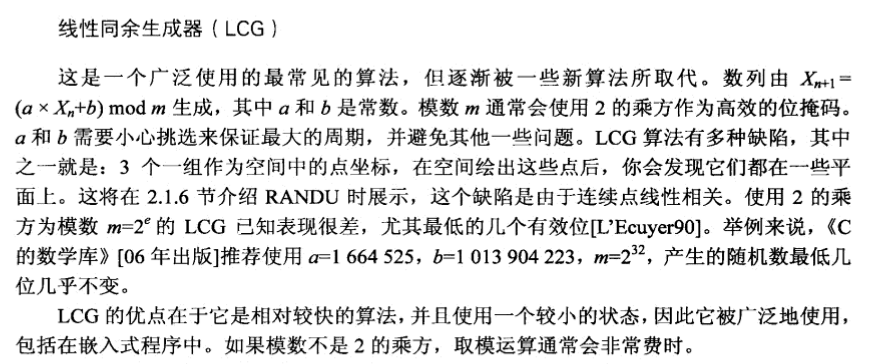 线性同余生成器（LCG）
这是一个广泛使用的最常见的算法，但逐渐被一些新算法所取代。数列由 Xn+1=
(a × Xn+b) mod m 生成，其中 a 和 b 是常数。模数 m 通常会使用 2 的乘方作为高效的位掩码。
a 和 b 需要小心挑选来保证最大的周期，并避免其他一些问题。LCG 算法有多种缺陷，其中
之一就是：3 个一组作为空间中的点坐标，在空间绘出这些点后，你会发现它们都在一些平
面上。这将在 2.1.6 节介绍 RANDU 时展示，这个缺陷是由于连续点线性相关。使用 2 的乘
方为模数 m=2^e 的 LCG 已知表现很差，尤其最低的几个有效位[L'Ecuyer90]。举例来说，《C
的数学库》[06 年出版]推荐使用 a=1 664 525，b=1 013 904 223，m=2^32，产生的随机数最低几
位几乎不变。
LCG 的优点在于它是相对较快的算法，并且使用一个较小的状态，因此它被广泛地使用，
包括在嵌入式程序中。如果模数不是 2 的乘方，取模运算通常会非常费时。